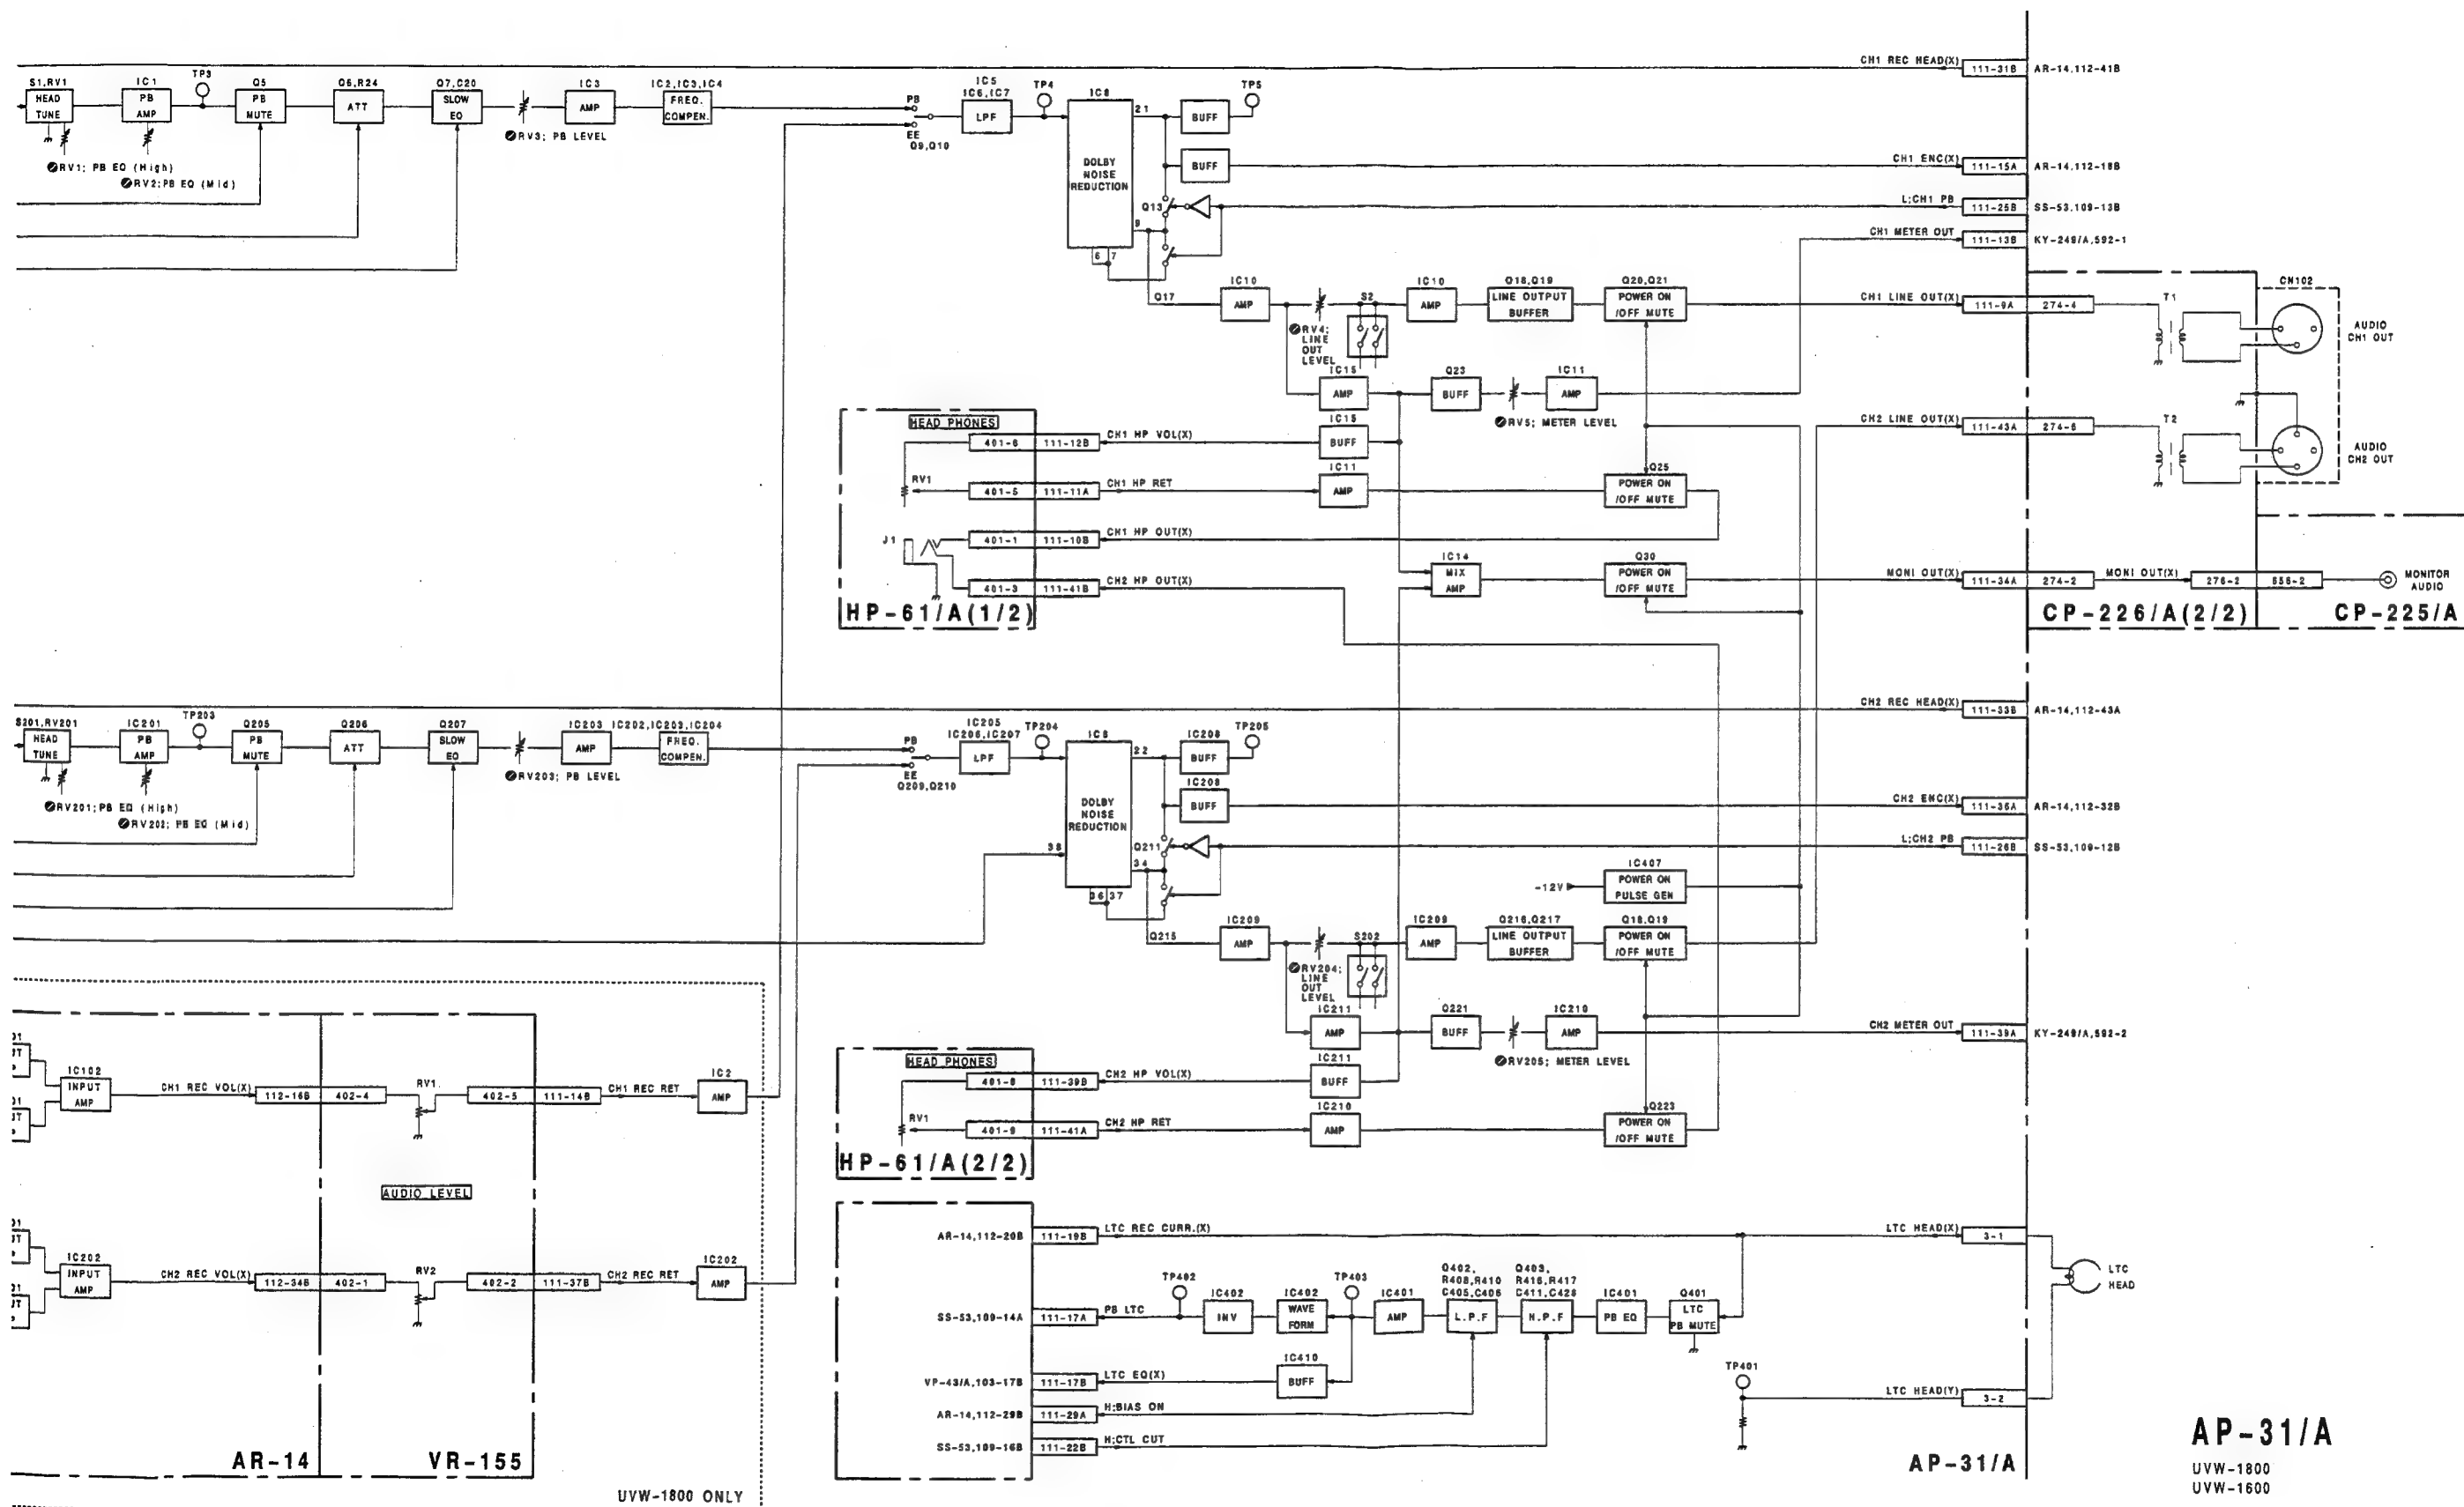 CH1 REC HEAD(X)
111-31B
AR-14,112-41B
S1,RV1
HEAD
TUNE
IC1
PB
AMP
TP3
Q5
PB
MUTE
Q6,R24
ATT
Q7,C20
SLOW
EQ
RV3; PB LEVEL
IC3
AMP
IC2,IC3,IC4
FREQ.
COMPEN.
RV1; PB EQ (High)
RV2;PB EQ (Mid)
PB
EE
Q9,Q10
IC5
IC6,IC7
LPF
TP4
IC8
DOLBY
NOISE
REDUCTION
21
9
6
7
BUFF
TP5
BUFF
CH1 ENC(X)
111-15A
AR-14,112-18B
Q13
L;CH1 PB
111-25B
SS-53,109-13B
CH1 METER OUT
111-13B
KY-249/A,592-1
Q17
IC10
AMP
RV4;
LINE
OUT
LEVEL
S2
IC10
AMP
Q18,Q19
LINE OUTPUT
BUFFER
Q20,Q21
POWER ON
/OFF MUTE
CH1 LINE OUT(X)
111-9A
274-4
T1
CN102
AUDIO
CH1 OUT
IC15
AMP
Q23
BUFF
RV5; METER LEVEL
IC11
AMP
HEAD PHONES
401-6
111-12B
CH1 HP VOL(X)
IC15
BUFF
CH2 LINE OUT(X)
111-43A
274-6
T2
AUDIO
CH2 OUT
RV1
401-5
111-11A
CH1 HP RET
IC11
AMP
Q25
POWER ON
/OFF MUTE
J1
401-1
111-10B
CH1 HP OUT(X)
401-3
111-41B
CH2 HP OUT(X)
IC14
MIX
AMP
Q30
POWER ON
/OFF MUTE
MONI OUT(X)
111-34A
274-2
MONI OUT(X)
276-2
656-2
MONITOR
AUDIO
HP-61/A(1/2)
CP-226/A(2/2)
CP-225/A
CH2 REC HEAD(X)
111-33B
AR-14,112-43A
S201,RV201
HEAD
TUNE
IC201
PB
AMP
TP203
Q205
PB
MUTE
Q206
ATT
Q207
SLOW
EQ
RV203; PB LEVEL
IC203
AMP
IC202,IC203,IC204
FREQ.
COMPEN.
RV201;PB EQ (High)
RV202; PB EQ (Mid)
PB
EE
Q209,Q210
IC205
IC206,IC207
LPF
TP204
IC8
DOLBY
NOISE
REDUCTION
22
38
34
36
37
IC208
BUFF
TP205
IC208
BUFF
CH2 ENC(X)
111-36A
AR-14,112-32B
Q211
L;CH2 PB
111-26B
SS-53,109-12B
-12V
IC407
POWER ON
PULSE GEN
Q215
IC209
AMP
RV204;
LINE
OUT
LEVEL
S202
IC209
AMP
Q216,Q217
LINE OUTPUT
BUFFER
Q18,Q19
POWER ON
/OFF MUTE
IC211
AMP
Q221
BUFF
RV205; METER LEVEL
IC210
AMP
CH2 METER OUT
111-39A
KY-249/A,592-2
HEAD PHONES
401-8
111-39B
CH2 HP VOL(X)
IC211
BUFF
RV1
401-9
111-41A
CH2 HP RET
IC210
AMP
Q223
POWER ON
/OFF MUTE
HP-61/A(2/2)
IC102
INPUT
AMP
CH1 REC VOL(X)
112-16B
402-4
RV1
402-5
111-14B
CH1 REC RET
IC2
AMP
AUDIO LEVEL
IC202
INPUT
AMP
CH2 REC VOL(X)
112-34B
402-1
RV2
402-2
111-37B
CH2 REC RET
IC202
AMP
AR-14
VR-155
UVW-1800 ONLY
AR-14,112-20B
111-19B
LTC REC CURR.(X)
LTC HEAD(X)
3-1
LTC
HEAD
SS-53,109-14A
111-17A
PB LTC
TP402
IC402
INV
IC402
WAVE
FORM
TP403
IC401
AMP
Q402,
R408,R410
C405,C406
L.P.F
Q403,
R416,R417
C411,C428
H.P.F
IC401
PB EQ
Q401
LTC
PB MUTE
VP-43/A,103-17B
111-17B
LTC EQ(X)
IC410
BUFF
TP401
LTC HEAD(Y)
3-2
AR-14,112-29B
111-29A
H;BIAS ON
SS-53,109-16B
111-22B
H;CTL CUT
AP-31/A
AP-31/A
UVW-1800
UVW-1600